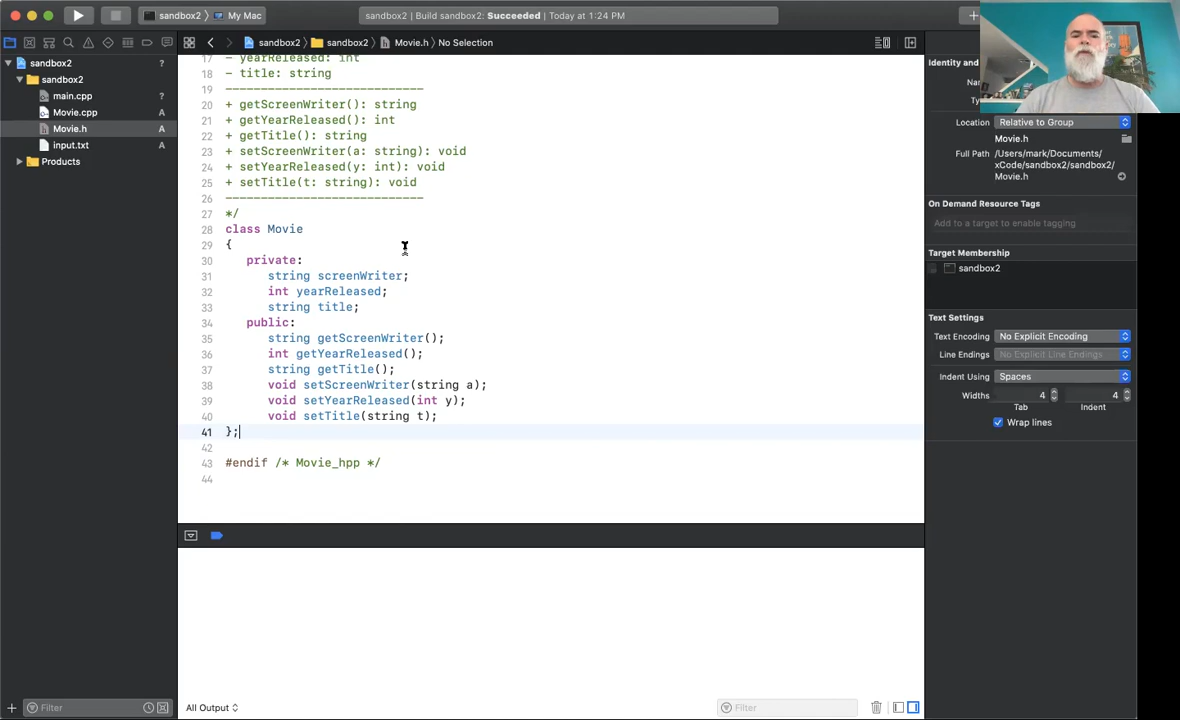 sandbox2 〉 My Mac
sandbox2 | Build sandbox2: Succeeded | Today at 1:24 PM
sandbox2 〉 sandbox2 〉 Movie.h 〉 No Selection
sandbox2 ?
sandbox2
main.cpp ?
Movie.cpp A
Movie.h A
input.txt A
Products
17 - yearReleased: int
18 - title: string
19 ----------------------------
20 + getScreenWriter(): string
21 + getYearReleased(): int
22 + getTitle(): string
23 + setScreenWriter(a: string): void
24 + setYearReleased(y: int): void
25 + setTitle(t: string): void
26 ----------------------------
27 */
28 class Movie
29 {
30 private:
31 string screenWriter;
32 int yearReleased;
33 string title;
34 public:
35 string getScreenWriter();
36 int getYearReleased();
37 string getTitle();
38 void setScreenWriter(string a);
39 void setYearReleased(int y);
40 void setTitle(string t);
41 };
42
43 #endif /* Movie_hpp */
44
Identity and
Location Relative to Group
Movie.h
Full Path /Users/mark/Documents/
xCode/sandbox2/sandbox2/
Movie.h
On Demand Resource Tags
Add to a target to enable tagging
Target Membership
sandbox2
Text Settings
Text Encoding No Explicit Encoding
Line Endings No Explicit Line Endings
Indent Using Spaces
Widths 4 4
Tab Indent
Wrap lines
Filter
All Output
Filter